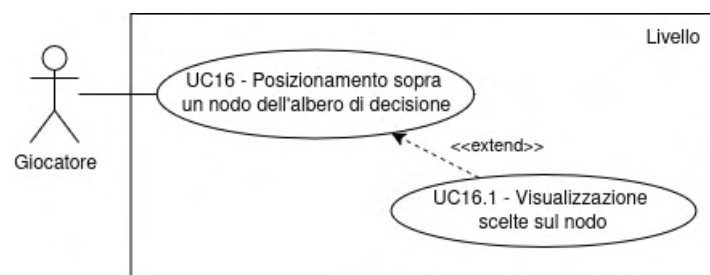 Livello
UC16 - Posizionamento sopra
un nodo dell'albero di decisione
<<extend>>
Giocatore
UC16.1 - Visualizzazione
scelte sul nodo